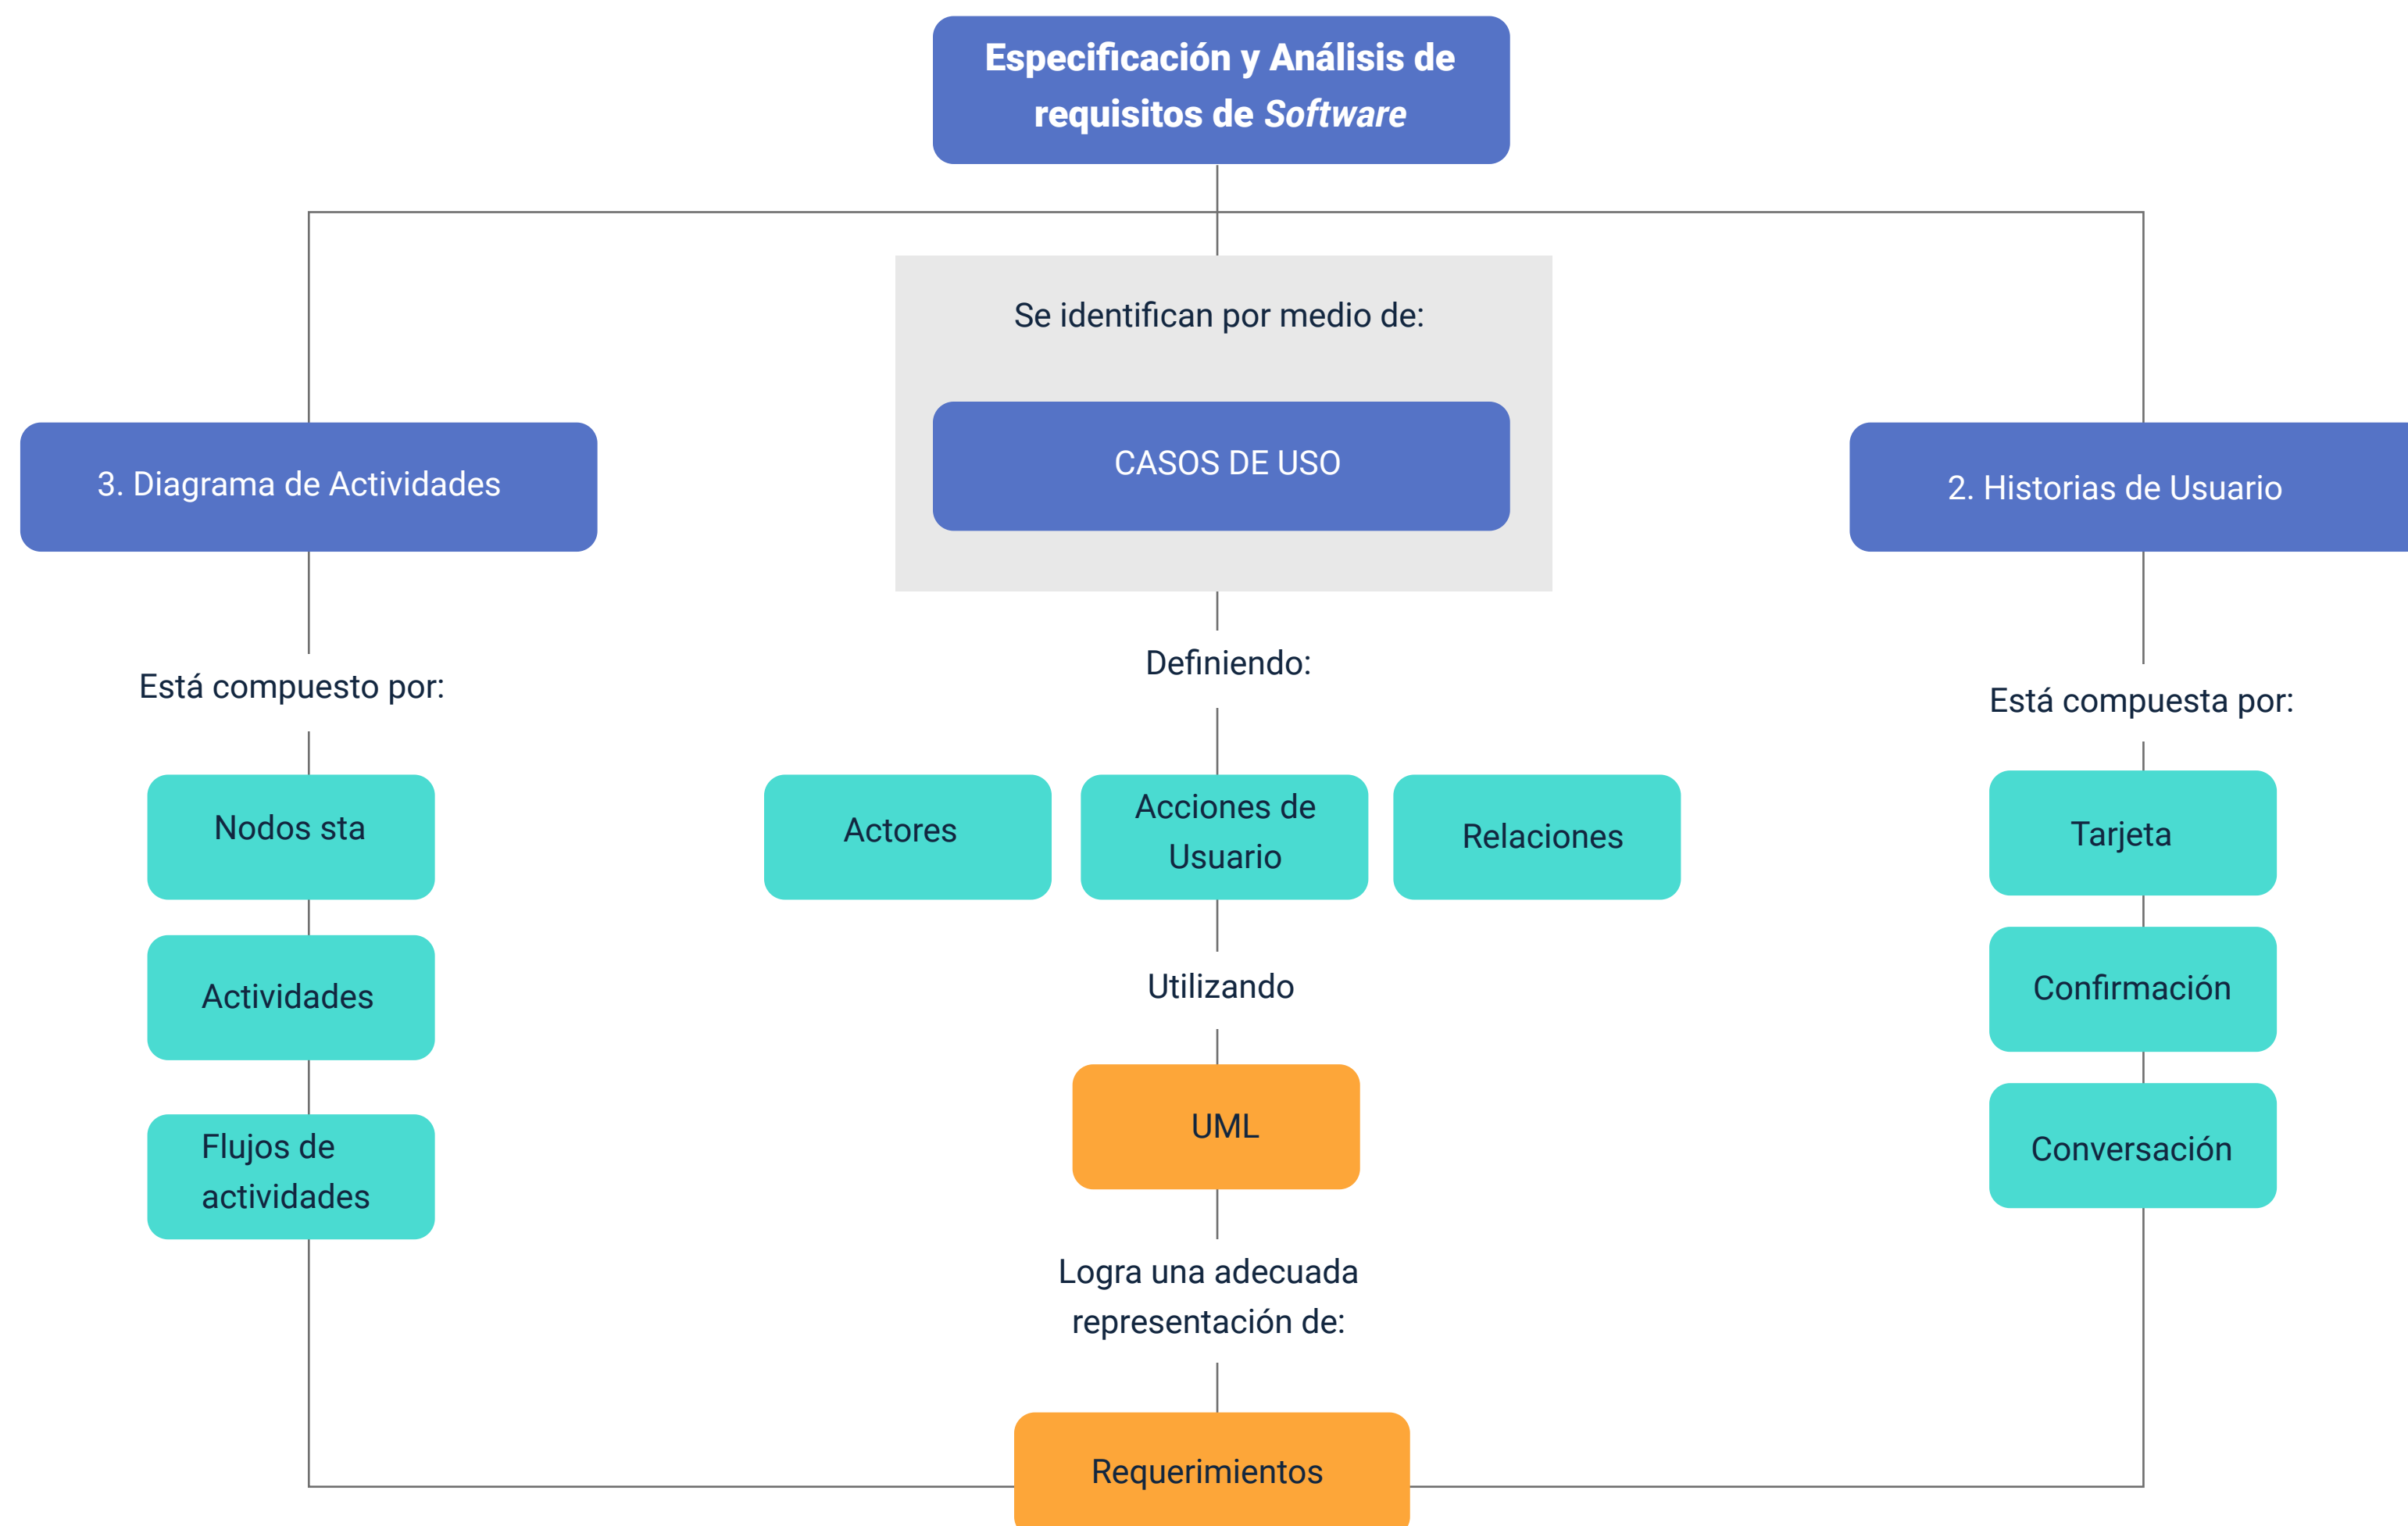 Especificación y Análisis de
requisitos de Software
Se identifican por medio de:
CASOS DE USO
3. Diagrama de Actividades
2. Historias de Usuario
Definiendo:
Está compuesto por:
Está compuesta por:
Nodos sta
Actores
Acciones de
Usuario
Relaciones
Tarjeta
Utilizando
Actividades
Confirmación
UML
Flujos de
actividades
Conversación
Logra una adecuada
representación de:
Requerimientos